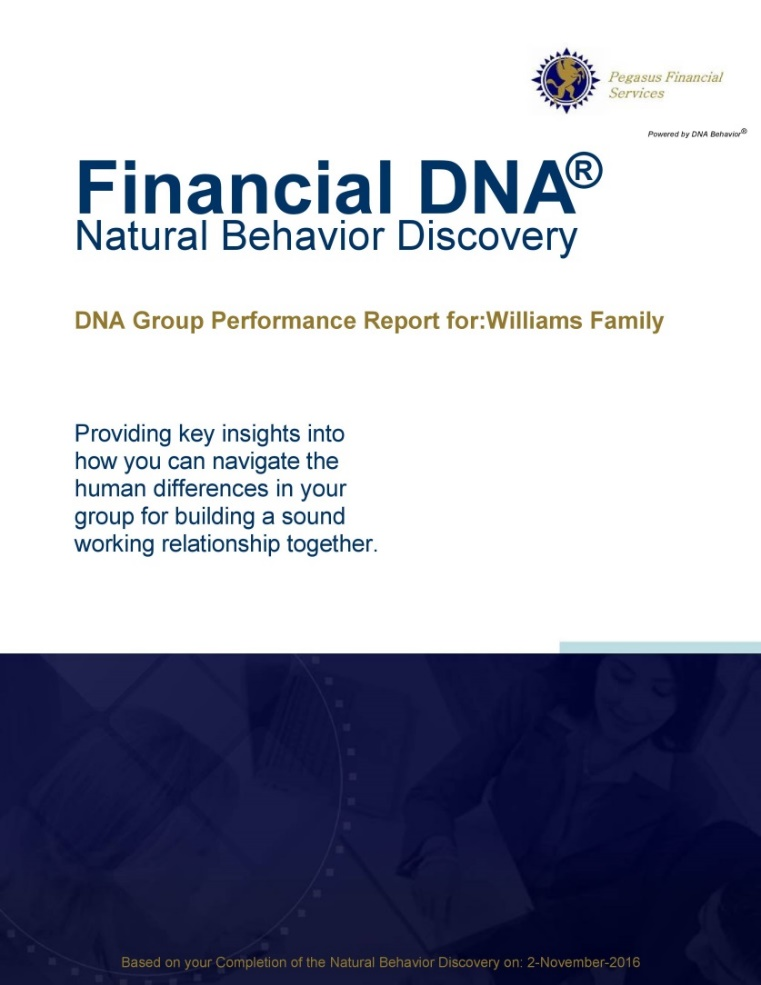 Pegasus Financial
Services
Powered by DNA Behavior®
Financial DNA®
Natural Behavior Discovery
DNA Group Performance Report for:Williams Family
Providing key insights into
how you can navigate the
human differences in your
group for building a sound
working relationship together.
Based on your Completion of the Natural Behavior Discovery on: 2-November-2016